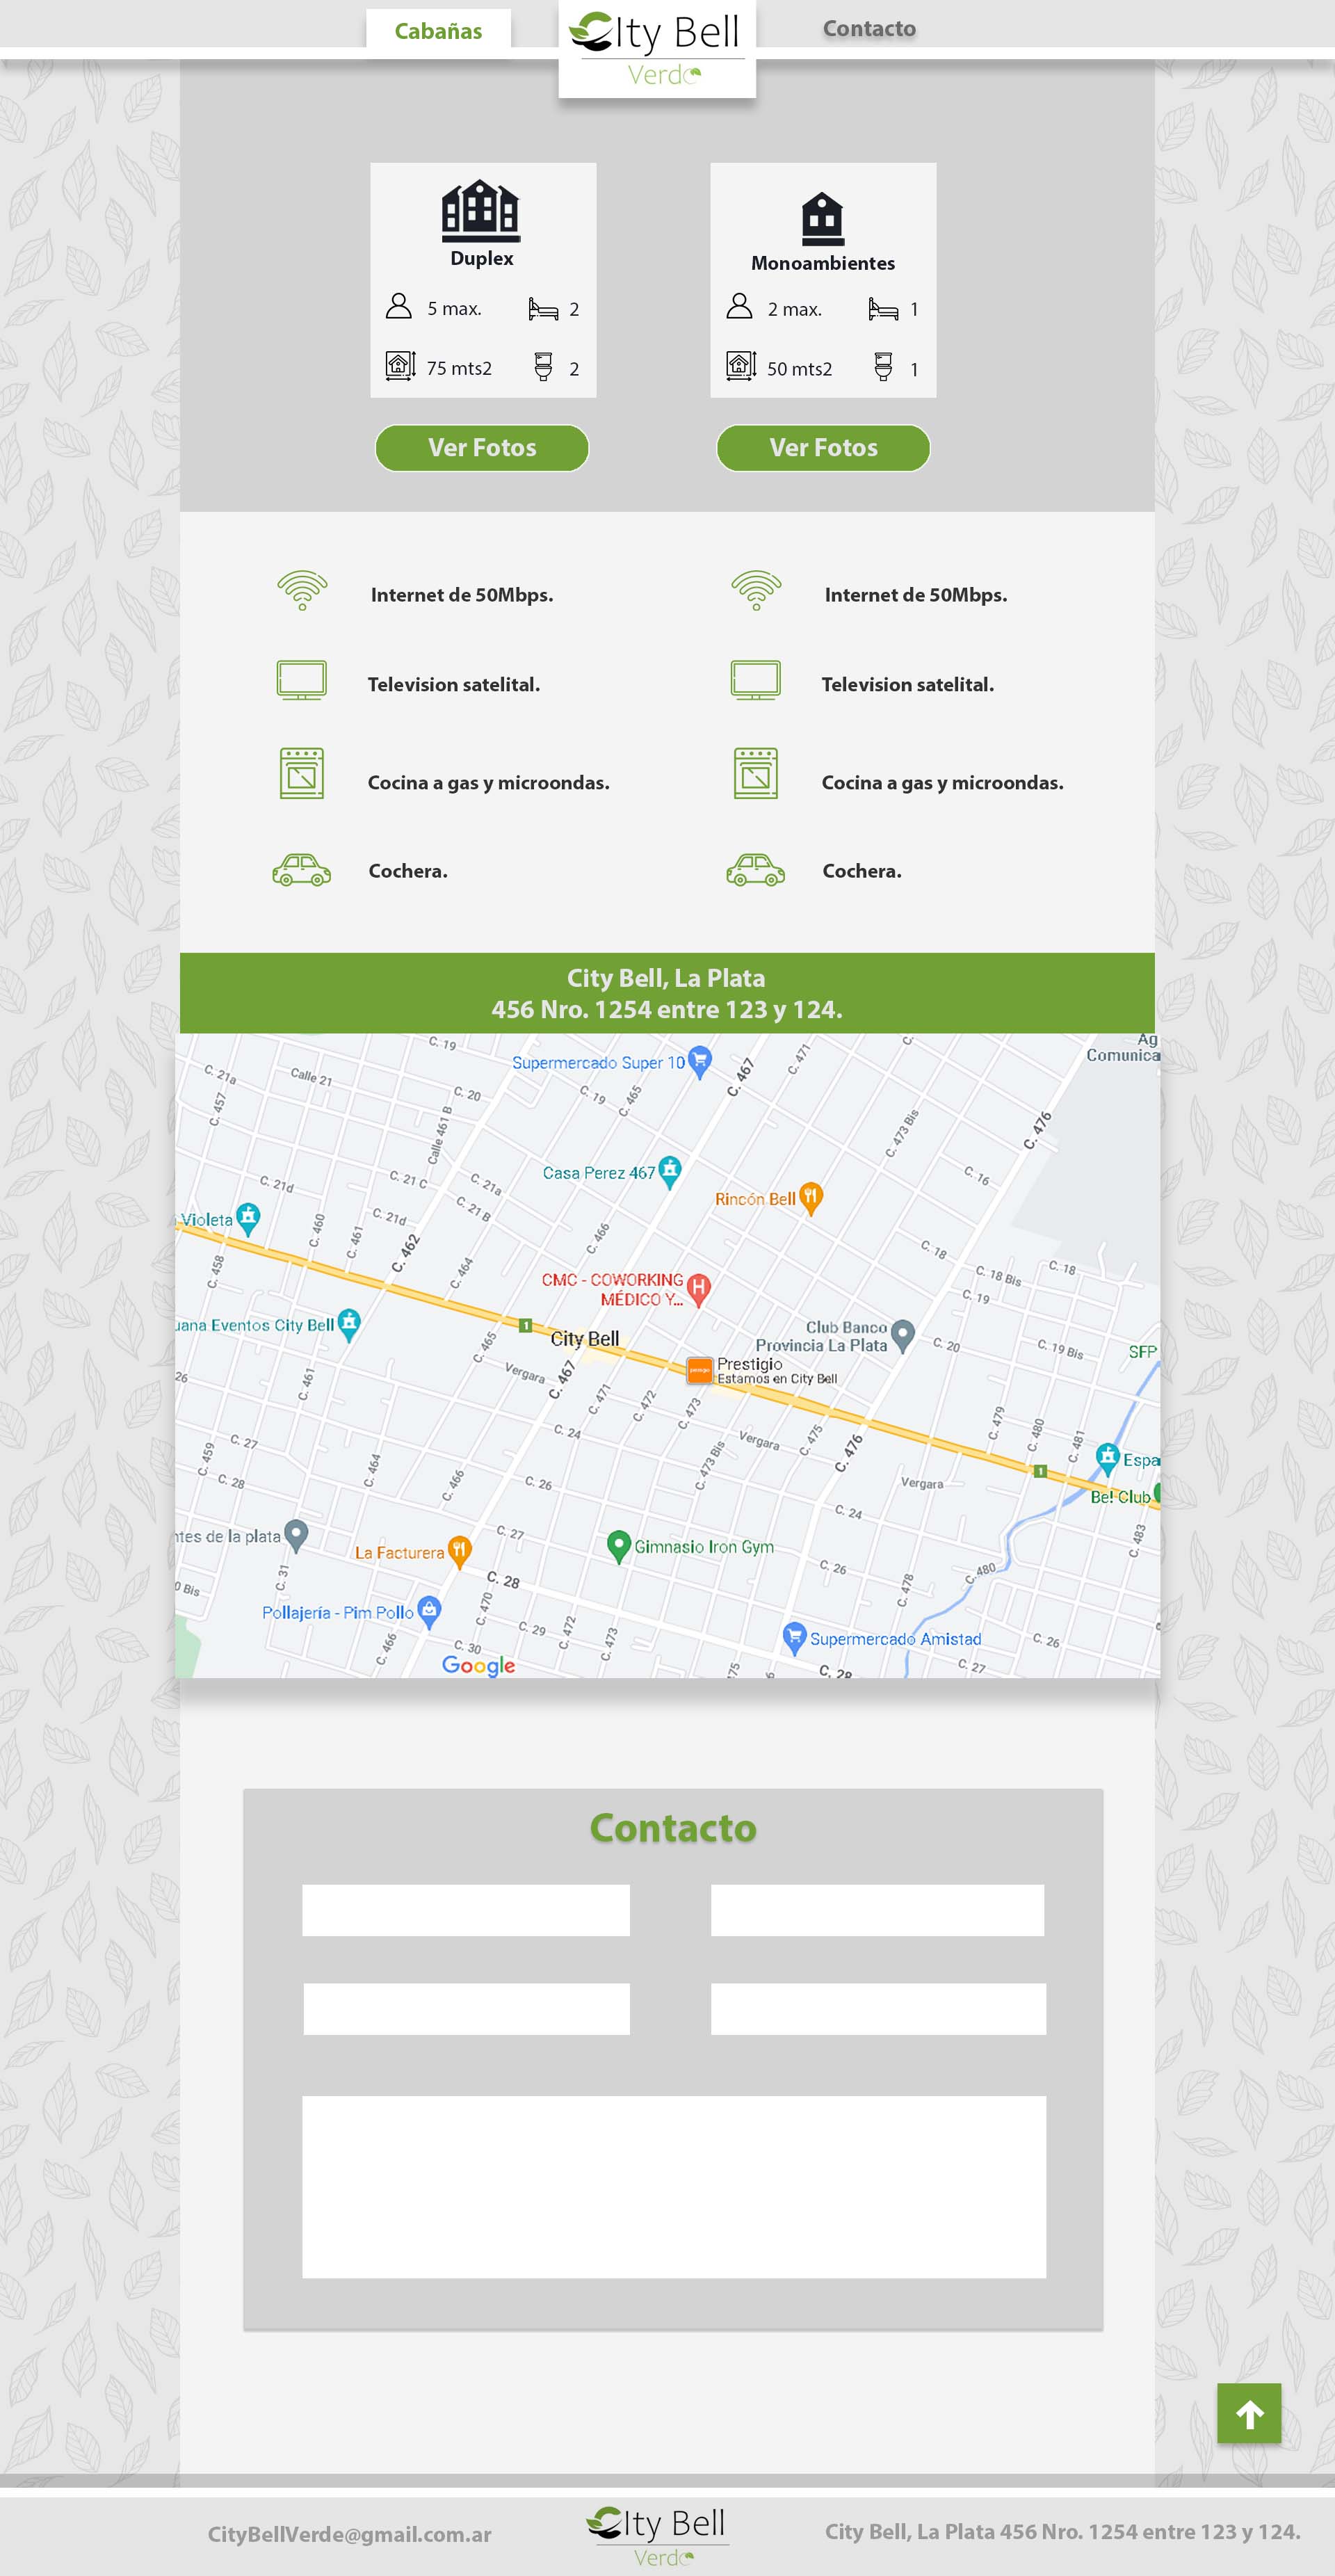 Cabañas
City Bell
Verde
Contacto
Duplex
5 max.
2
75 mts2
2
Monoambientes
2 max.
1
50 mts2
1
Ver Fotos
Ver Fotos
Internet de 50Mbps.
Internet de 50Mbps.
Television satelital.
Television satelital.
Cocina a gas y microondas.
Cocina a gas y microondas.
Cochera.
Cochera.
City Bell, La Plata
456 Nro. 1254 entre 123 y 124.
C. 19
Supermercado Super 10
C. 467
C. 471
Ag
Comunica
C. 21a
Calle 21
C. 20
C. 19
C. 465
C. 457
Calle 461 B
C. 473 Bis
C. 476
Casa Perez 467
C. 16
C. 21d
C. 21 C
C. 21a
Rincón Bell
Violeta
C. 460
C. 461
C. 21d
C. 21 B
C. 462
C. 466
C. 18
C. 458
C. 464
C. 18 Bis
C. 18
CMC - COWORKING
MÉDICO Y...
C. 19
uana Eventos City Bell
1
City Bell
Club Banco
Provincia La Plata
C. 20
C. 19 Bis
SFP
C. 465
Vergara
C. 467
Prestigio
Estamos en City Bell
26
C. 461
C. 471
C. 472
C. 473
C. 479
C. 480
C. 481
C. 459
C. 27
C. 24
Vergara
C. 475
C. 476
C. 28
C. 464
C. 466
C. 26
C. 473 Bis
1
Vergara
Espa
Bel Club
C. 24
C. 483
ntes de la plata
C. 27
La Facturera
Gimnasio Iron Gym
C. 31
C. 28
C. 26
C. 478
C. 480
0 Bis
Pollajería - Pim Pollo
C. 470
C. 29
C. 472
C. 473
Supermercado Amistad
C. 26
C. 466
C. 30
Google
75
C. 28
C. 27
Contacto
CityBellVerde@gmail.com.ar
City Bell
Verde
City Bell, La Plata 456 Nro. 1254 entre 123 y 124.